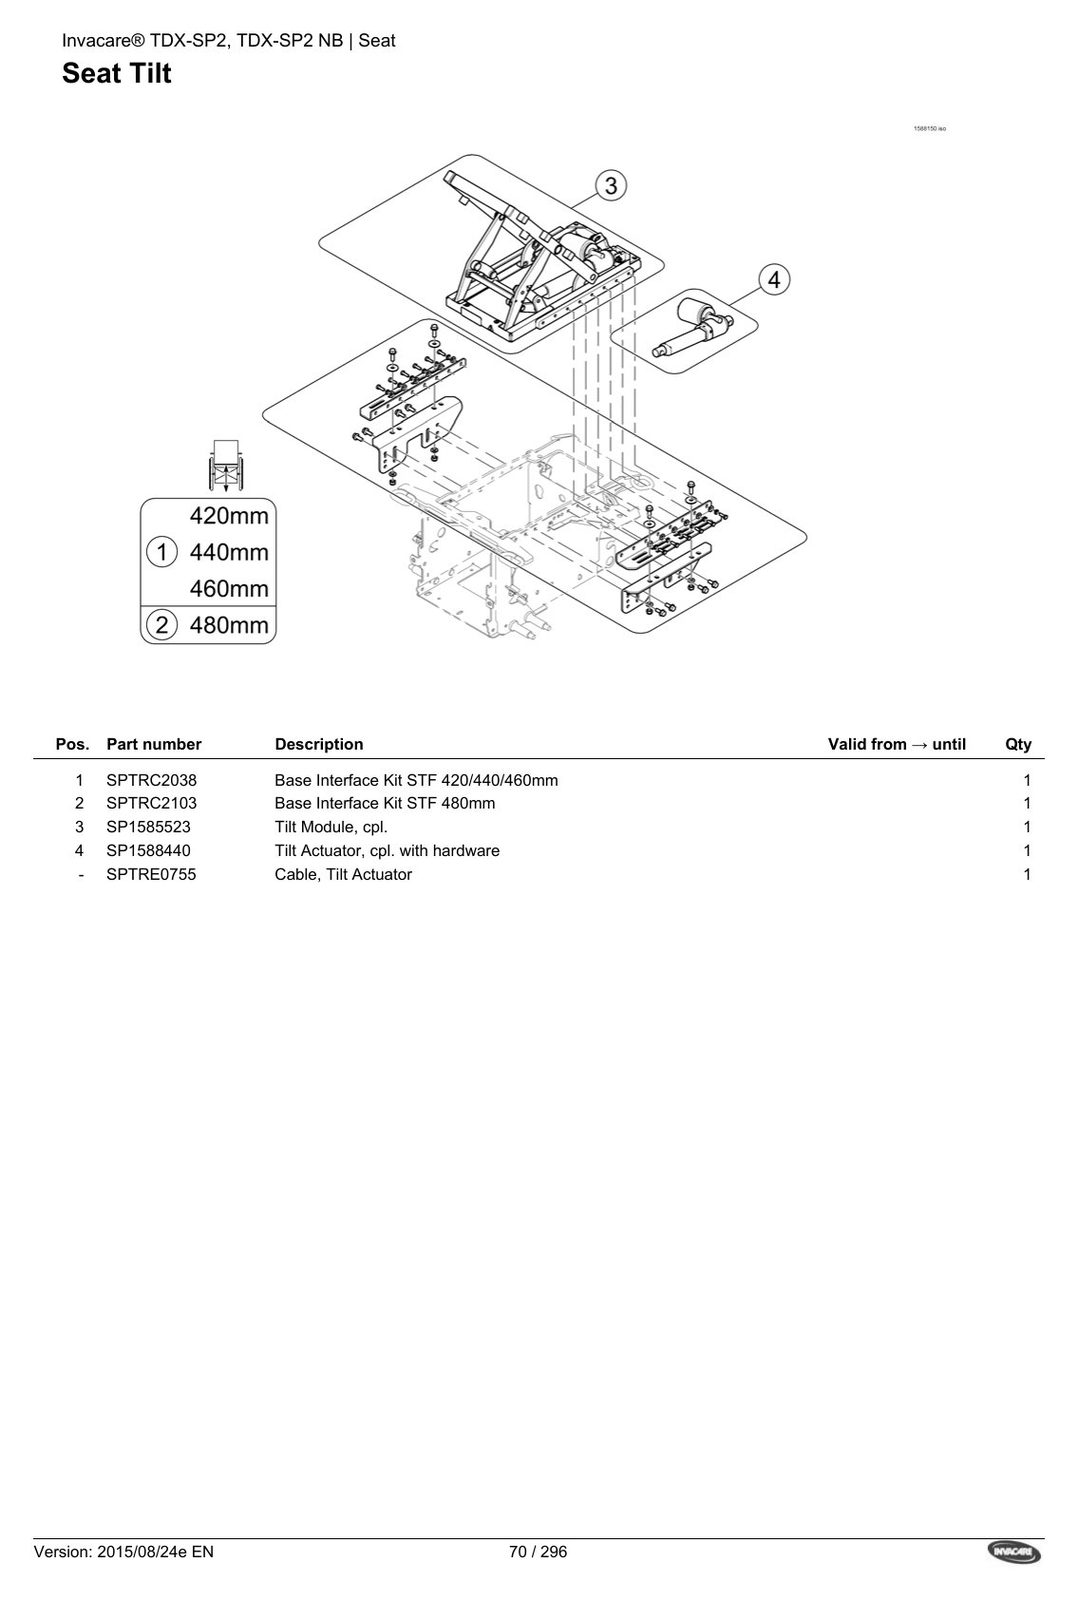 Invacare® TDX-SP2, TDX-SP2 NB | Seat
Seat Tilt
1588150 iso
3
4
420mm
1 440mm
460mm
2 480mm
Pos. Part number Description Valid from → until Qty
1 SPTRC2038 Base Interface Kit STF 420/440/460mm 1
2 SPTRC2103 Base Interface Kit STF 480mm 1
3 SP1585523 Tilt Module, cpl. 1
4 SP1588440 Tilt Actuator, cpl. with hardware 1
- SPTRE0755 Cable, Tilt Actuator 1
Version: 2015/08/24e EN 70 / 296
INVACARE